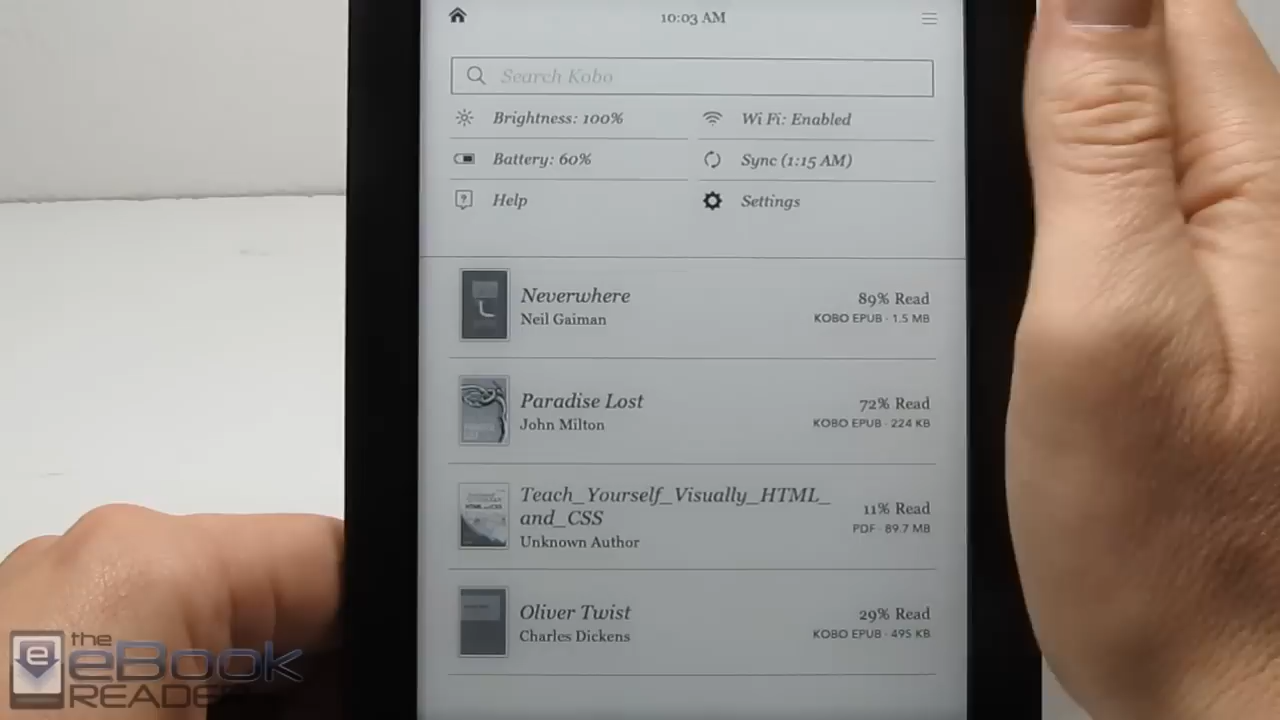 10:03 AM
Search Kobo
Brightness: 100%
Wi Fi: Enabled
Battery: 60%
Sync (1:15 AM)
Help
Settings
Neverwhere
89% Read
Neil Gaiman
KOBO EPUB - 1.5 MB
Paradise Lost
72% Read
John Milton
KOBO EPUB - 224 KB
Teach_Yourself_Visually_HTML_
and_CSS
11% Read
PDF - 89.7 MB
Unknown Author
Oliver Twist
29% Read
Charles Dickens
KOBO EPUB - 495 KB
e the
eBook
READER